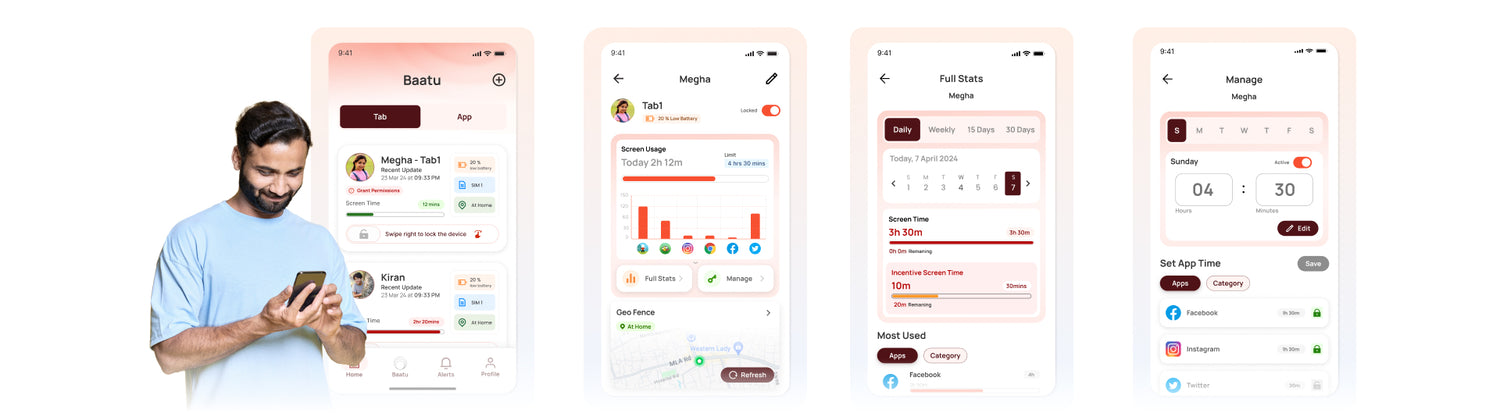 9:41
Baatu
Tab
App
Megha - Tab1
Recent Update
23 Mar 24 at 09:33 PM
20 %
low battery
SIM 1
At Home
Grant Permissions
Screen Time
12 mins
Swipe right to lock the device
Kiran
Recent Update
23 Mar 24 at 09:33 PM
20 %
low battery
SIM 1
At Home
Time
2hr 20mins
Home
Baatu
Alerts
Profile
9:41
Megha
Tab1
20 % Low Battery
Locked
Screen Usage
Today 2h 12m
Limit
4 hrs 30 mins
150
120
60
30
0
Full Stats
Manage
Geo Fence
At Home
Western Lady
MLA Rd
Hospital Rd
Refresh
9:41
Full Stats
Megha
Daily
Weekly
15 Days
30 Days
Today, 7 April 2024
S M T W T F S
1 2 3 4 5 6 7
Screen Time
3h 30m
3h 30m
0h 0m Remaining
Incentive Screen Time
10m
30mins
20m Remaning
Most Used
Apps
Category
Facebook
4h
9:41
Manage
Megha
S M T W T F S
Sunday
Active
04 : 30
Hours
Minutes
Edit
Set App Time
Save
Apps
Category
Facebook
1h 30m
Instagram
1h 30m
Twitter
30m